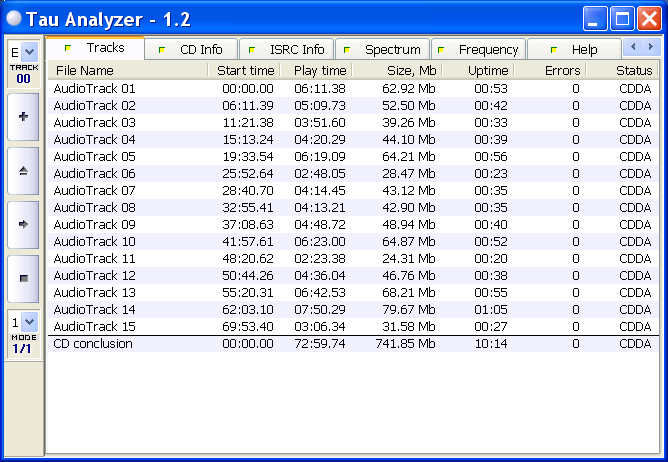 Tau Analyzer - 1.2
E
TRACK
00
1
MODE
1/1
Tracks CD Info ISRC Info Spectrum Frequency Help
File Name Start time Play time Size, Mb Uptime Errors Status
AudioTrack 01 00:00.00 06:11.38 62.92 Mb 00:53 0 CDDA
AudioTrack 02 06:11.39 05:09.73 52.50 Mb 00:42 0 CDDA
AudioTrack 03 11:21.38 03:51.60 39.26 Mb 00:33 0 CDDA
AudioTrack 04 15:13.24 04:20.29 44.10 Mb 00:39 0 CDDA
AudioTrack 05 19:33.54 06:19.09 64.21 Mb 00:56 0 CDDA
AudioTrack 06 25:52.64 02:48.05 28.47 Mb 00:23 0 CDDA
AudioTrack 07 28:40.70 04:14.45 43.12 Mb 00:35 0 CDDA
AudioTrack 08 32:55.41 04:13.21 42.90 Mb 00:35 0 CDDA
AudioTrack 09 37:08.63 04:48.72 48.94 Mb 00:40 0 CDDA
AudioTrack 10 41:57.61 06:23.00 64.87 Mb 00:52 0 CDDA
AudioTrack 11 48:20.62 02:23.38 24.31 Mb 00:20 0 CDDA
AudioTrack 12 50:44.26 04:36.04 46.76 Mb 00:38 0 CDDA
AudioTrack 13 55:20.31 06:42.53 68.21 Mb 00:55 0 CDDA
AudioTrack 14 62:03.10 07:50.29 79.67 Mb 01:05 0 CDDA
AudioTrack 15 69:53.40 03:06.34 31.58 Mb 00:27 0 CDDA
CD conclusion 00:00.00 72:59.74 741.85 Mb 10:14 0 CDDA